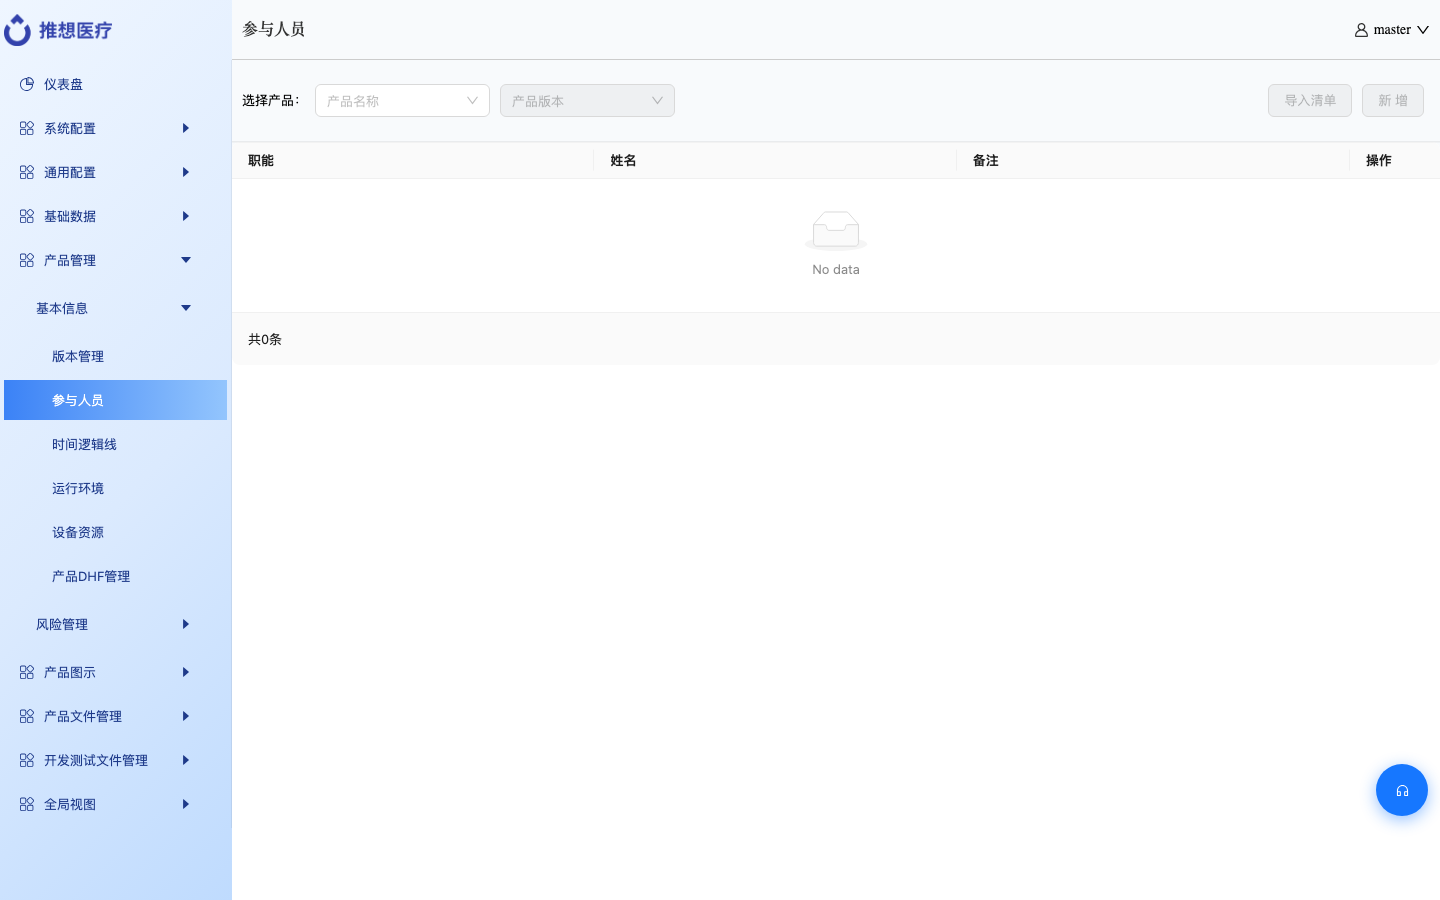 推想医疗
参与人员
master
仪表盘
系统配置
通用配置
基础数据
产品管理
基本信息
版本管理
参与人员
时间逻辑线
运行环境
设备资源
产品DHF管理
风险管理
产品图示
产品文件管理
开发测试文件管理
全局视图
选择产品： 产品名称 产品版本 导入清单 新 增
职能 姓名 备注 操作
No data
共0条